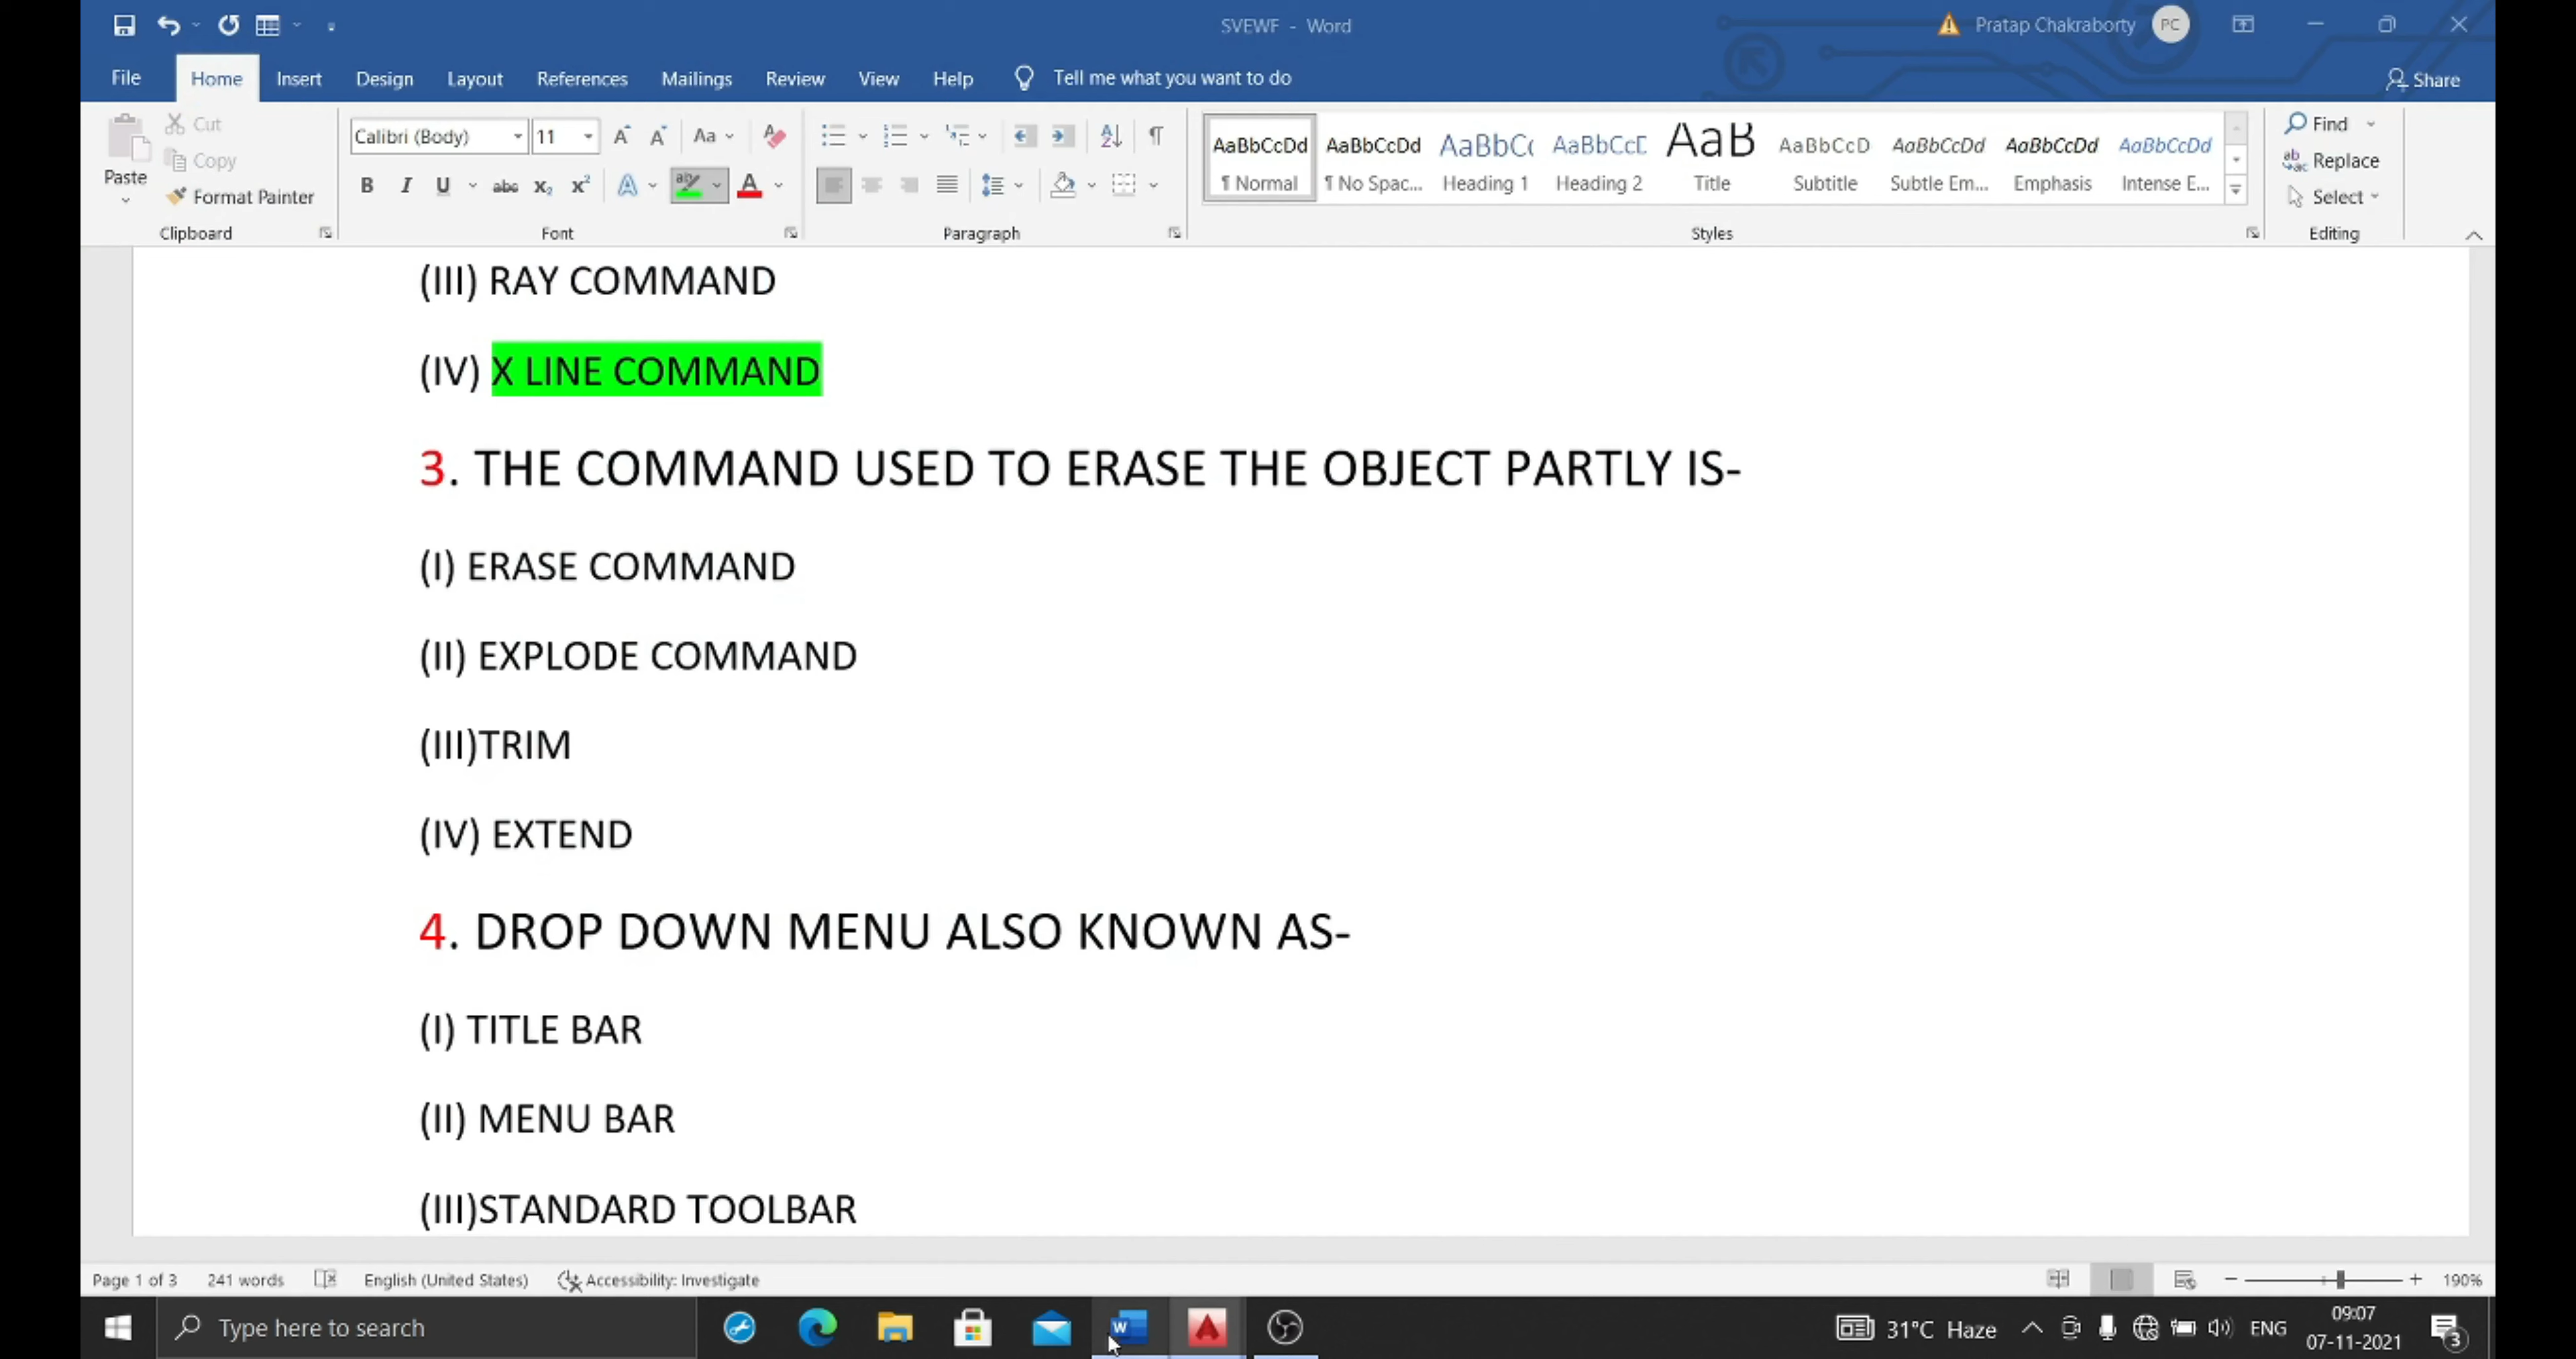 SVEWF - Word
Pratap Chakraborty PC
File Home Insert Design Layout References Mailings Review View Help Tell me what you want to do Share
Paste
Cut
Copy
Format Painter
Clipboard
Calibri (Body) 11
Font
Paragraph
AaBbCcDd AaBbCcDd AaBbCc AaBbCcD AaB AaBbCcD AaBbCcDd AaBbCcDd AaBbCcDd
¶ Normal ¶ No Spac... Heading 1 Heading 2 Title Subtitle Subtle Em... Emphasis Intense E...
Styles
Find
Replace
Select
Editing
(III) RAY COMMAND
(IV) X LINE COMMAND
3. THE COMMAND USED TO ERASE THE OBJECT PARTLY IS-
(I) ERASE COMMAND
(II) EXPLODE COMMAND
(III)TRIM
(IV) EXTEND
4. DROP DOWN MENU ALSO KNOWN AS-
(I) TITLE BAR
(II) MENU BAR
(III)STANDARD TOOLBAR
Page 1 of 3 241 words English (United States) Accessibility: Investigate 190%
Type here to search
31°C Haze ENG
09:07
07-11-2021
3